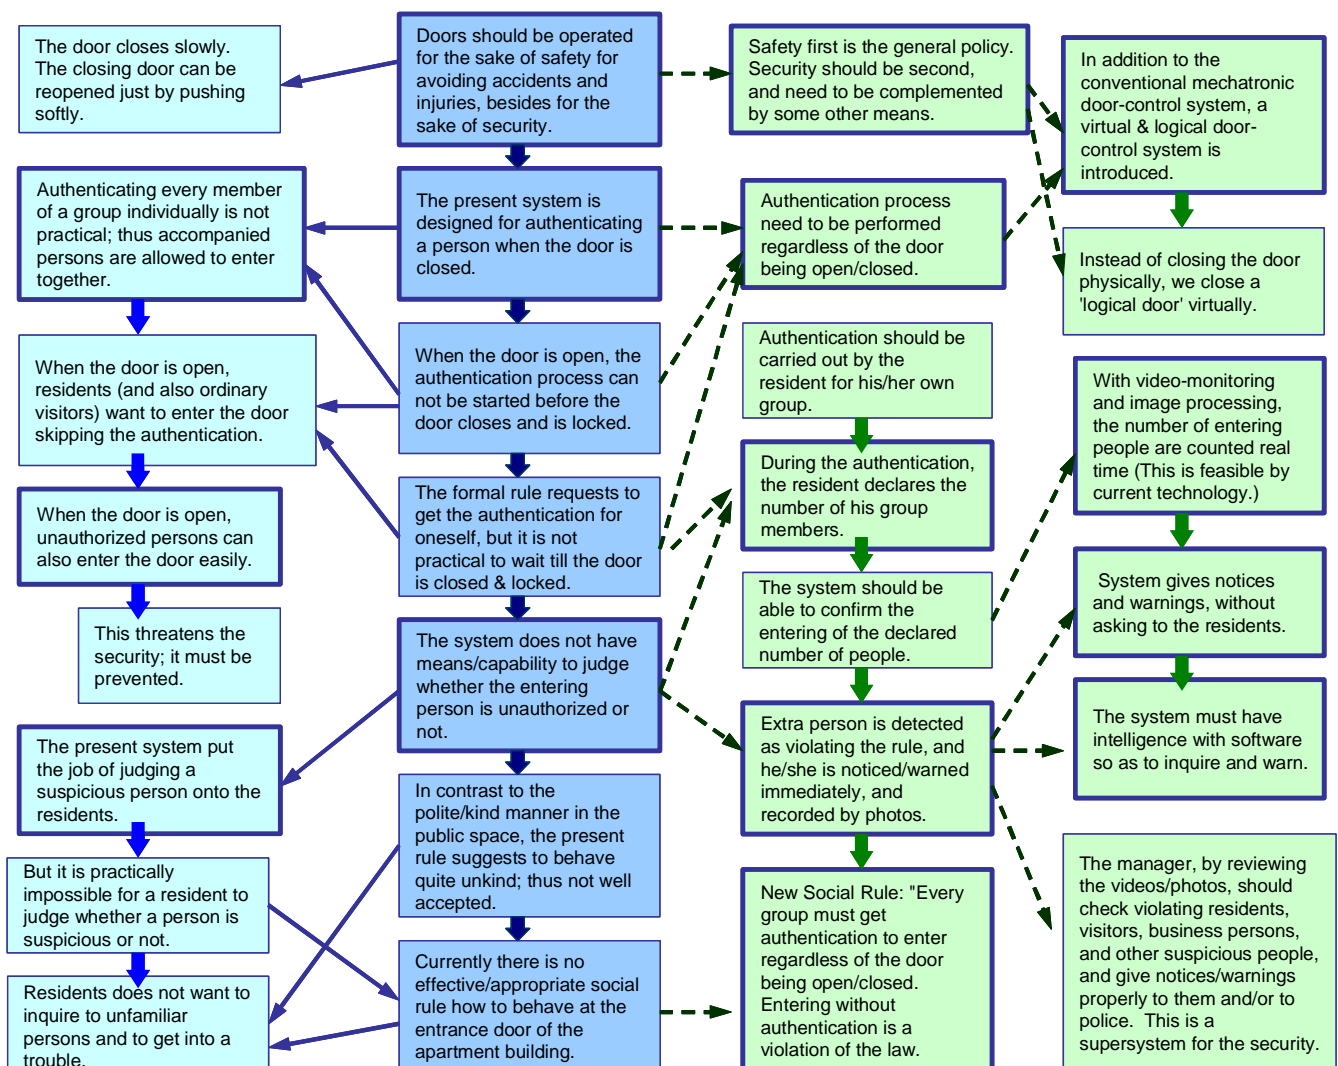 The door closes slowly.
The closing door can be
reopened just by pushing
softly.
Authenticating every member
of a group individually is not
practical; thus accompanied
persons are allowed to enter
together.
When the door is open,
residents (and also ordinary
visitors) want to enter the door
skipping the authentication.
When the door is open,
unauthorized persons can
also enter the door easily.
This threatens the
security; it must be
prevented.
The present system put
the job of judging a
suspicious person onto the
residents.
But it is practically
impossible for a resident to
judge whether a person is
suspicious or not.
Residents does not want to
inquire to unfamiliar
persons and to get into a
trouble.
Doors should be operated
for the sake of safety for
avoiding accidents and
injuries, besides for the
sake of security.
The present system is
designed for authenticating
a person when the door is
closed.
When the door is open, the
authentication process can
not be started before the
door closes and is locked.
The formal rule requests to
get the authentication for
oneself, but it is not
practical to wait till the door
is closed & locked.
The system does not have
means/capability to judge
whether the entering
person is unauthorized or
not.
In contrast to the
polite/kind manner in the
public space, the present
rule suggests to behave
quite unkind; thus not well
accepted.
Currently there is no
effective/appropriate social
rule how to behave at the
entrance door of the
apartment building.
Safety first is the general policy.
Security should be second,
and need to be complemented
by some other means.
Authentication process
need to be performed
regardless of the door
being open/closed.
Authentication should be
carried out by the
resident for his/her own
group.
During the authentication,
the resident declares the
number of his group
members.
The system should be
able to confirm the
entering of the declared
number of people.
Extra person is detected
as violating the rule, and
he/she is noticed/warned
immediately, and
recorded by photos.
New Social Rule: "Every
group must get
authentication to enter
regardless of the door
being open/closed.
Entering without
authentication is a
violation of the law.
In addition to the
conventional mechatronic
door-control system, a
virtual & logical door-
control system is
introduced.
Instead of closing the door
physically, we close a
'logical door' virtually.
With video-monitoring
and image processing,
the number of entering
people are counted real
time (This is feasible by
current technology.)
System gives notices
and warnings, without
asking to the residents.
The system must have
intelligence with software
so as to inquire and warn.
The manager, by reviewing
the videos/photos, should
check violating residents,
visitors, business persons,
and other suspicious people,
and give notices/warnings
properly to them and/or to
police. This is a
supersystem for the security.